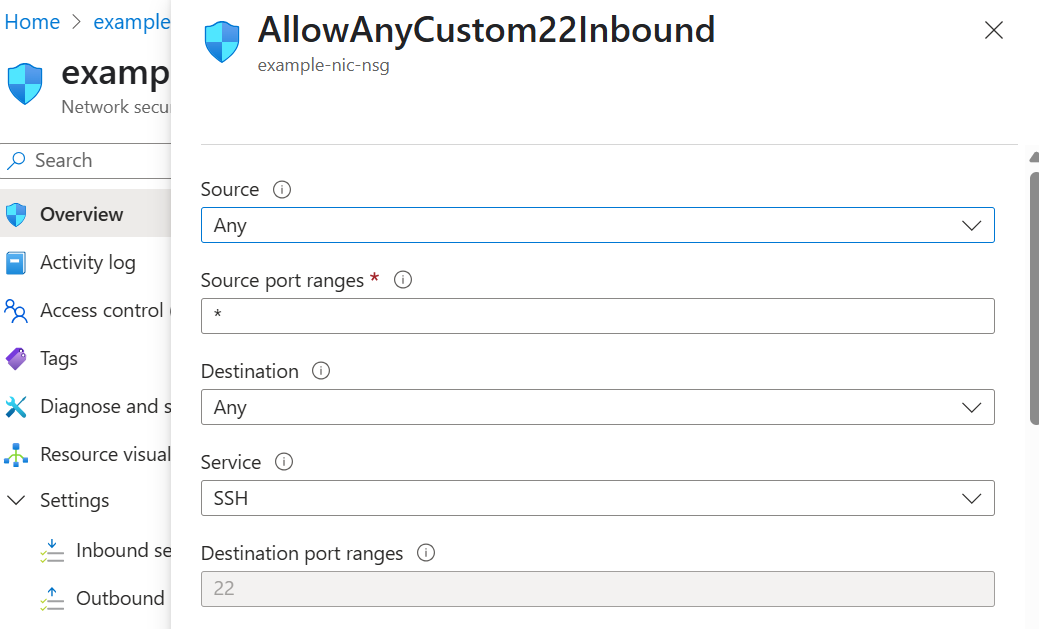 Home > example
examp
Network secu
Search
Overview
Activity log
Access control
Tags
Diagnose and s
Resource visual
Settings
Inbound se
Outbound
AllowAnyCustom22Inbound
example-nic-nsg
Source
Any
Source port ranges *
*
Destination
Any
Service
SSH
Destination port ranges
22